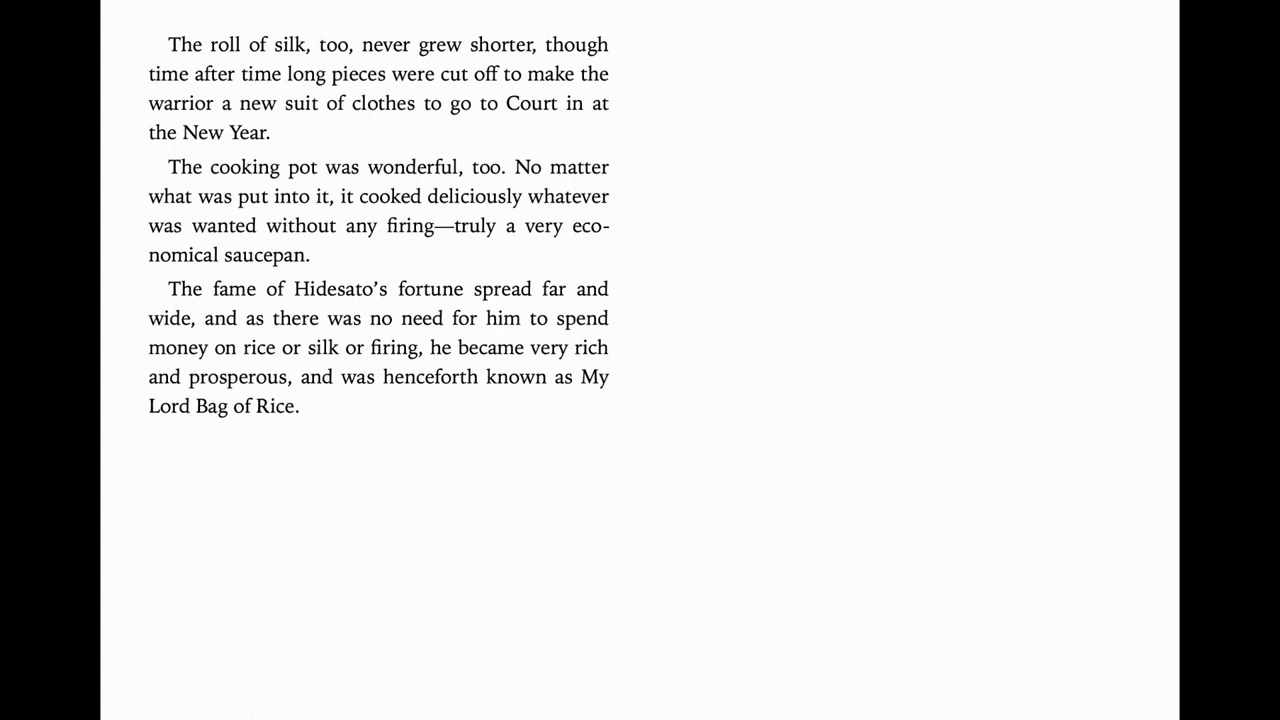 The roll of silk, too, never grew shorter, though
time after time long pieces were cut off to make the
warrior a new suit of clothes to go to Court in at
the New Year.
The cooking pot was wonderful, too. No matter
what was put into it, it cooked deliciously whatever
was wanted without any firing—truly a very eco-
nomical saucepan.
The fame of Hidesato’s fortune spread far and
wide, and as there was no need for him to spend
money on rice or silk or firing, he became very rich
and prosperous, and was henceforth known as My
Lord Bag of Rice.